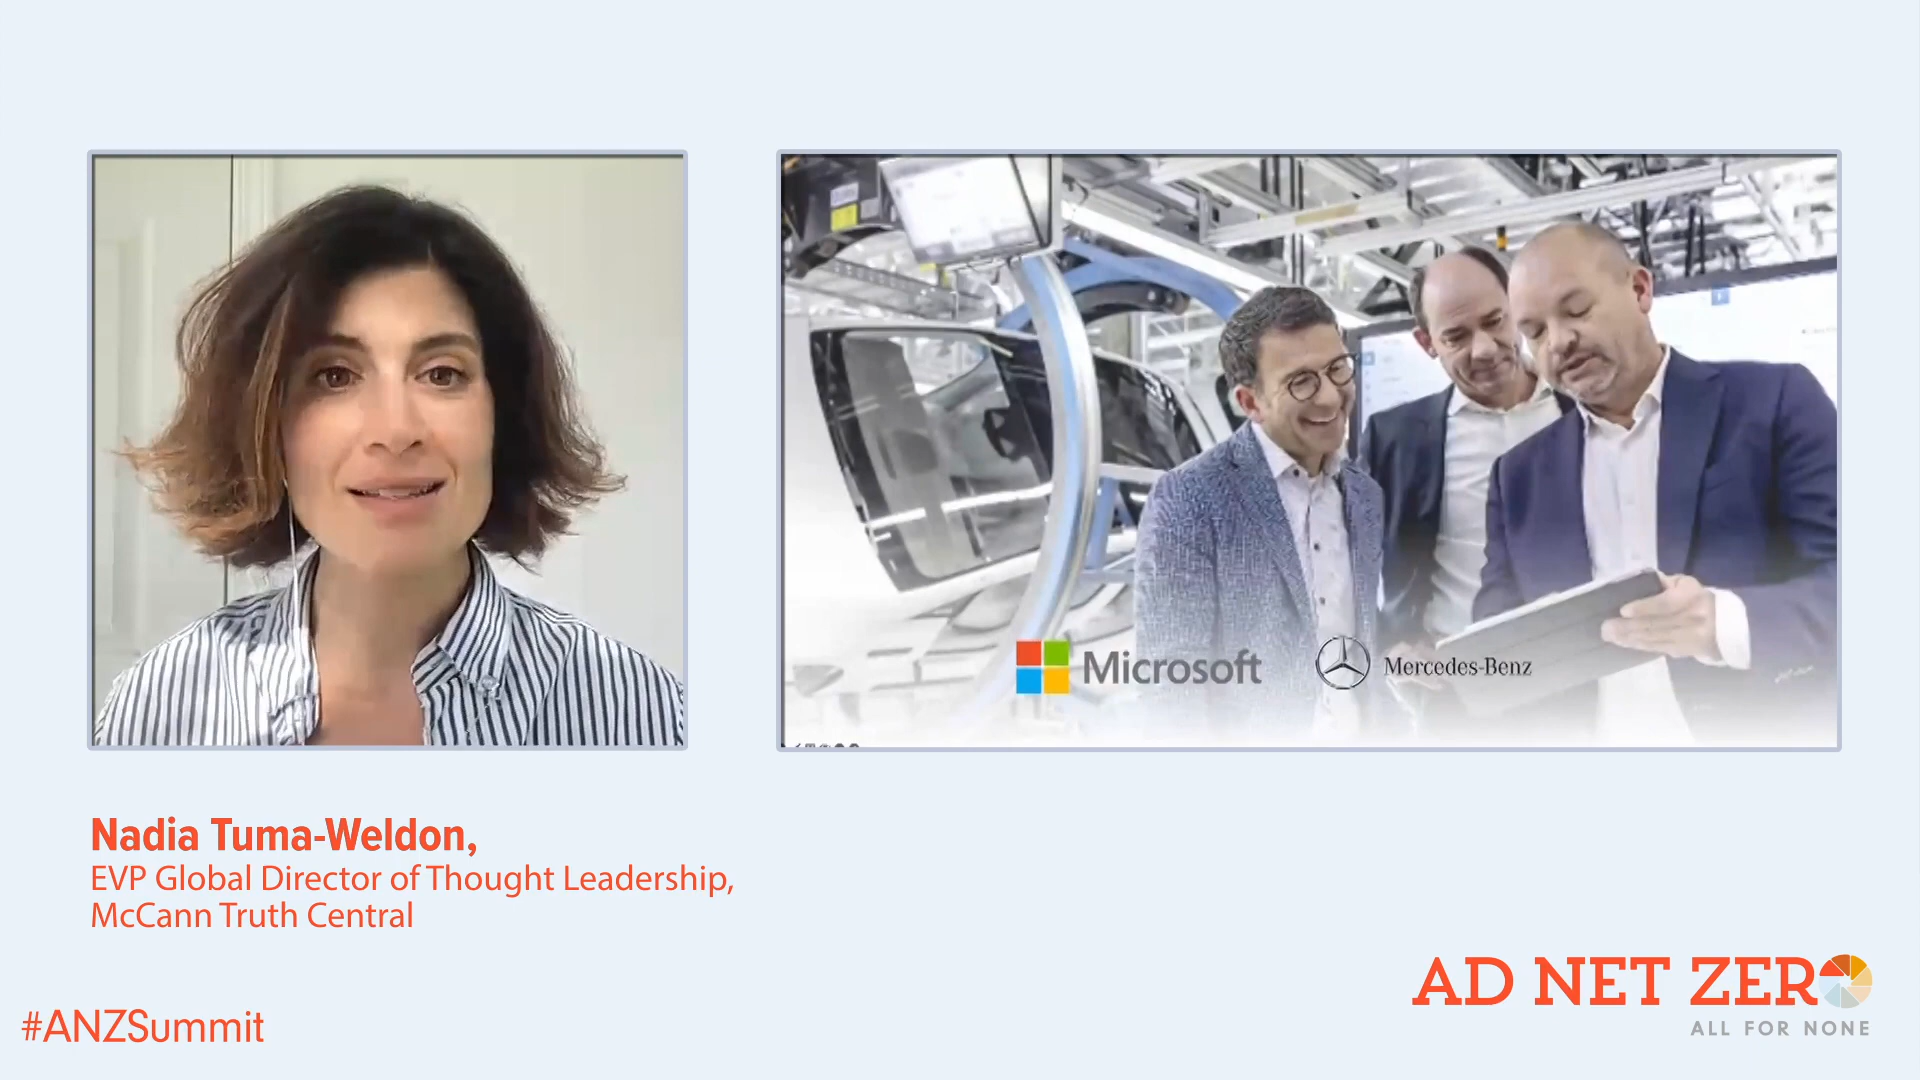 Microsoft
Mercedes-Benz
Nadia Tuma-Weldon,
EVP Global Director of Thought Leadership,
McCann Truth Central
#ANZSummit
AD NET ZERO
ALL FOR NONE